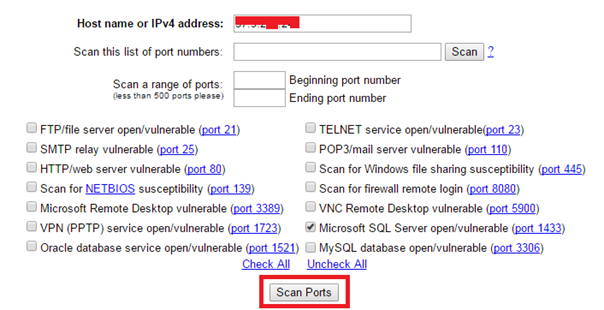 Host name or IPv4 address:
Scan this list of port numbers: Scan ?
Scan a range of ports: Beginning port number
(less than 500 ports please) Ending port number
FTP/file server open/vulnerable (port 21) TELNET service open/vulnerable(port 23)
SMTP relay vulnerable (port 25) POP3/mail server vulnerable (port 110)
HTTP/web server vulnerable (port 80) Scan for Windows file sharing susceptibility (port 445)
Scan for NETBIOS susceptibility (port 139) Scan for firewall remote login (port 8080)
Microsoft Remote Desktop vulnerable (port 3389) VNC Remote Desktop vulnerable (port 5900)
VPN (PPTP) service open/vulnerable (port 1723) Microsoft SQL Server open/vulnerable (port 1433)
Oracle database service open/vulnerable (port 1521) MySQL database open/vulnerable (port 3306)
Check All Uncheck All
Scan Ports